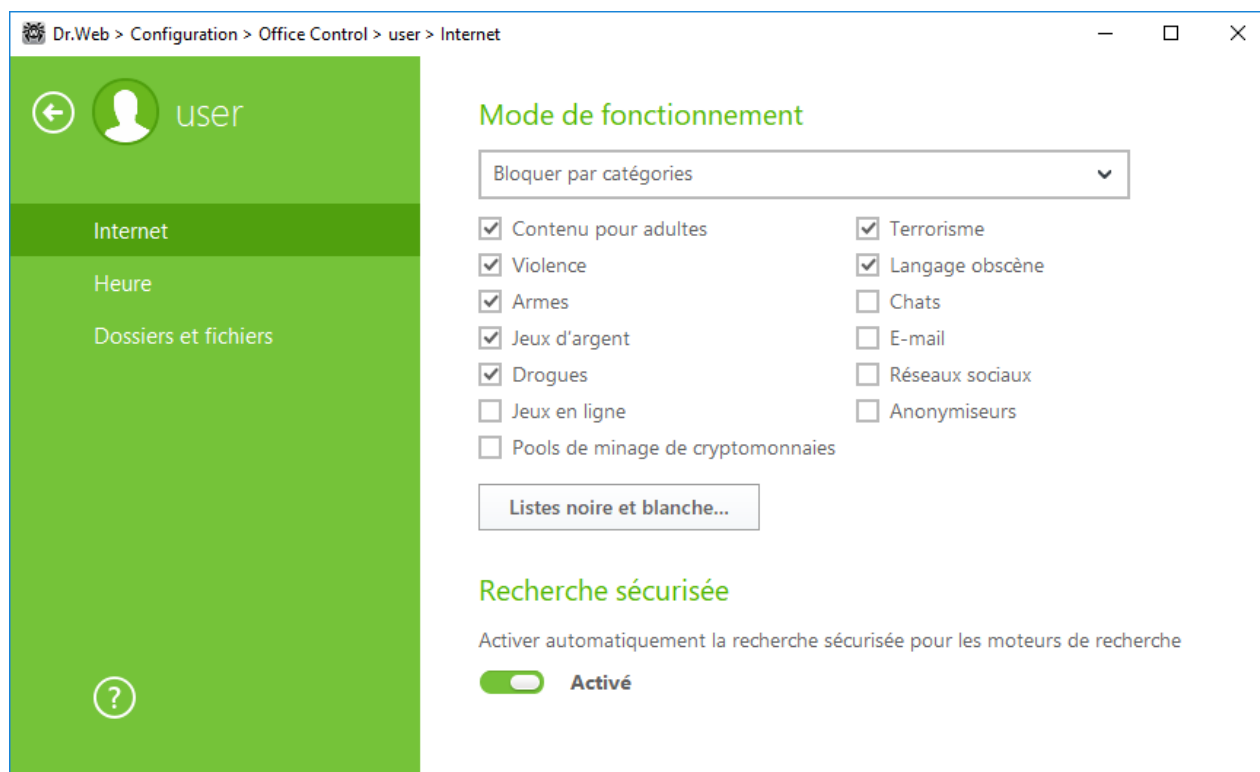 Dr.Web > Configuration > Office Control > user > Internet
user
Internet
Heure
Dossiers et fichiers
?
Mode de fonctionnement
Bloquer par catégories
Contenu pour adultes
Violence
Armes
Jeux d'argent
Drogues
Jeux en ligne
Pools de minage de cryptomonnaies
Terrorisme
Langage obscène
Chats
E-mail
Réseaux sociaux
Anonymiseurs
Listes noire et blanche...
Recherche sécurisée
Activer automatiquement la recherche sécurisée pour les moteurs de recherche
Activé